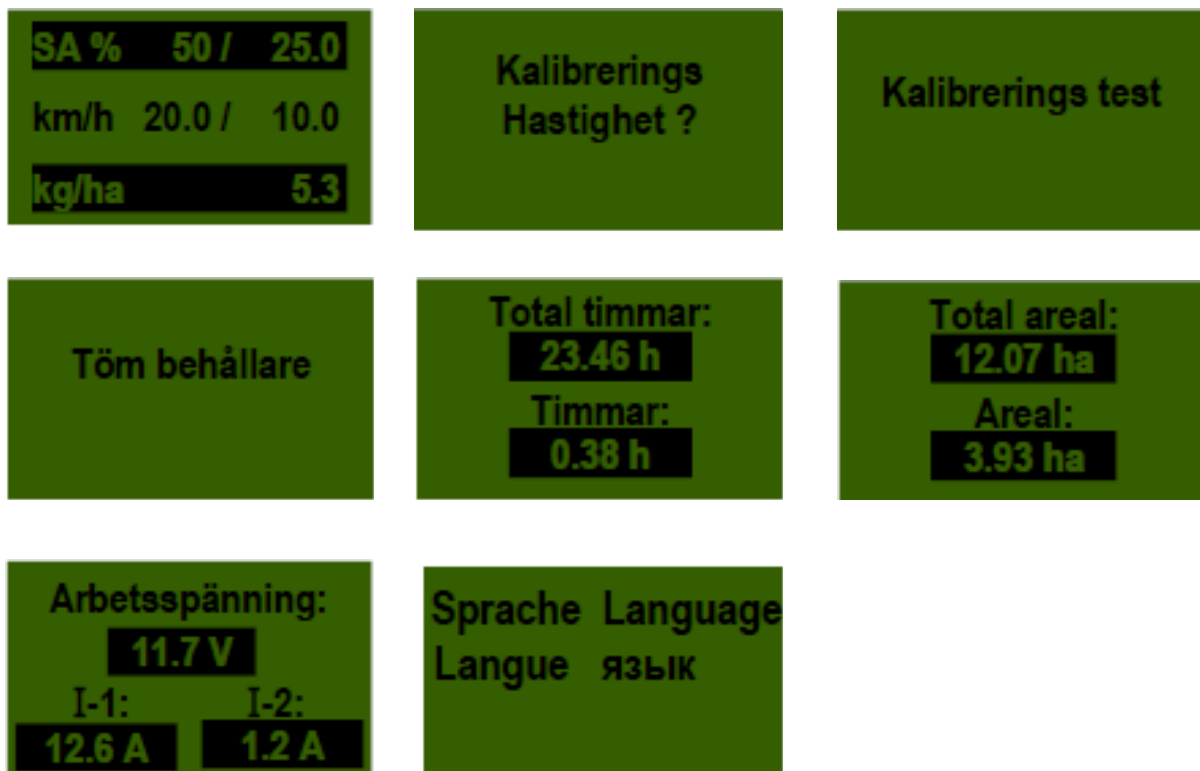 SA % 50 / 25.0
km/h 20.0 / 10.0
kg/ha 5.3
Kalibrerings
Hastighet ?
Kalibrerings test
Töm behållare
Total timmar:
23.46 h
Timmar:
0.38 h
Total areal:
12.07 ha
Areal:
3.93 ha
Arbetsspänning:
11.7 V
I-1: I-2:
12.6 A 1.2 A
Sprache Language
Langue язык